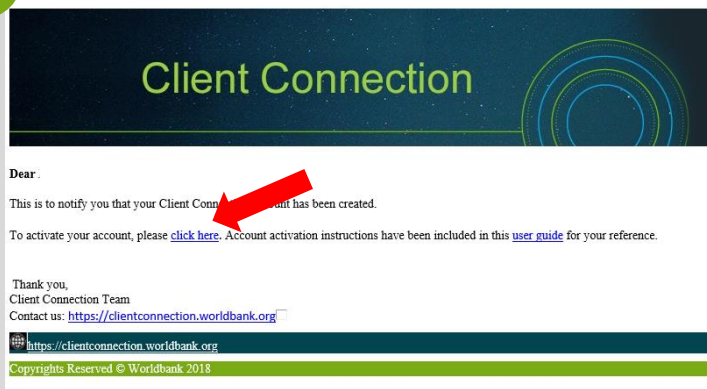 Client Connection
Dear .
This is to notify you that your Client Conn unt has been created.
To activate your account, please click here. Account activation instructions have been included in this user guide for your reference.
Thank you,
Client Connection Team
Contact us: https://clientconnection.worldbank.org
https://clientconnection.worldbank.org
Copyrights Reserved © Worldbank 2018